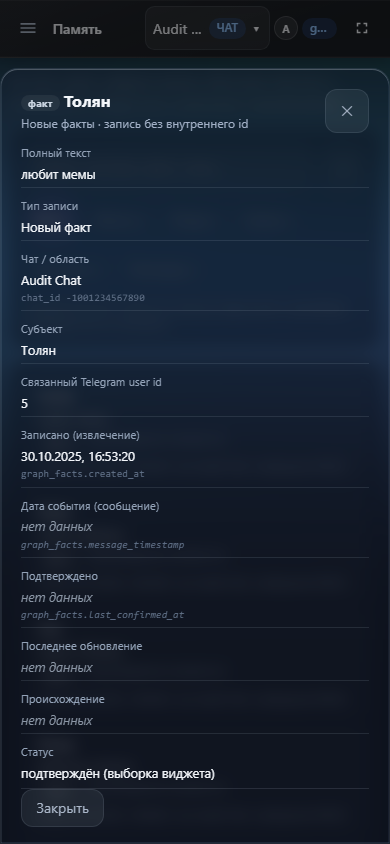 Память
Audit ... ЧАТ ▾ A g...
факт Толян
Новые факты · запись без внутреннего id
Полный текст
любит мемы
Тип записи
Новый факт
Чат / область
Audit Chat
chat_id -1001234567890
Субъект
Толян
Связанный Telegram user id
5
Записано (извлечение)
30.10.2025, 16:53:20
graph_facts.created_at
Дата события (сообщение)
нет данных
graph_facts.message_timestamp
Подтверждено
нет данных
graph_facts.last_confirmed_at
Последнее обновление
нет данных
Происхождение
нет данных
Статус
подтверждён (выборка виджета)
Закрыть